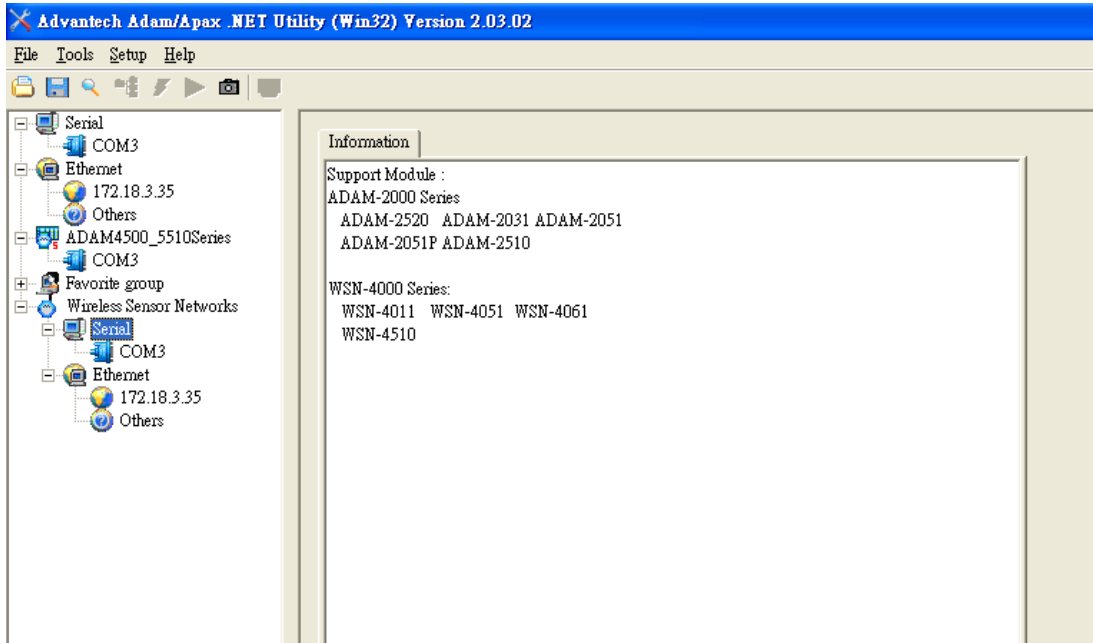 Advantech Adam/Apax .NET Utility (Win32) Version 2.03.02
File Tools Setup Help
Serial
COM3
Ethernet
172.18.3.35
Others
ADAM4500_5510Series
COM3
Favorite group
Wireless Sensor Networks
Serial
COM3
Ethernet
172.18.3.35
Others
Information
Support Module :
ADAM-2000 Series
ADAM-2520 ADAM-2031 ADAM-2051
ADAM-2051P ADAM-2510
WSN-4000 Series:
WSN-4011 WSN-4051 WSN-4061
WSN-4510